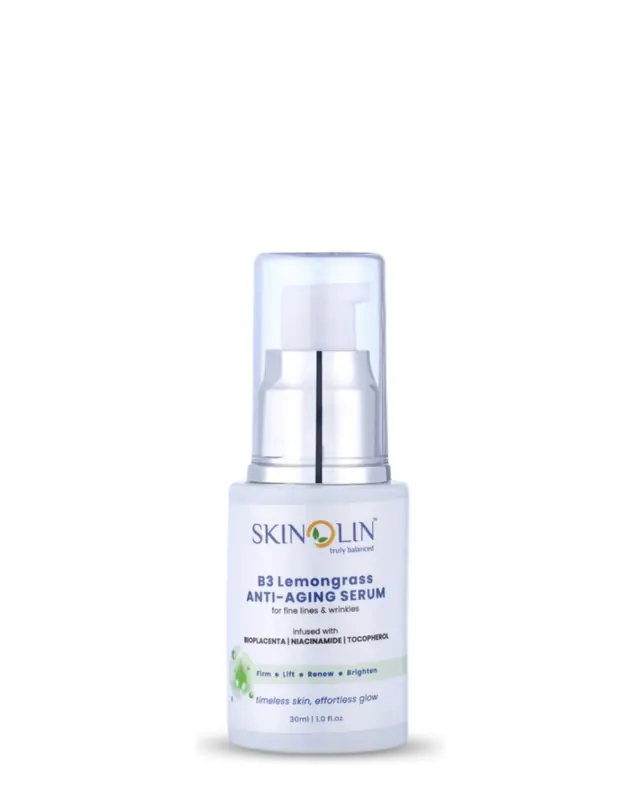 SKINOLIN™
truly balanced
B3 Lemongrass
ANTI-AGING SERUM
for fine lines & wrinkles
Infused with
BIOPLACENTA | NIACINAMIDE | TOCOPHEROL
Firm ● Lift ● Renew ● Brighten
timeless skin, effortless glow
30ml | 1.0 fl.oz.